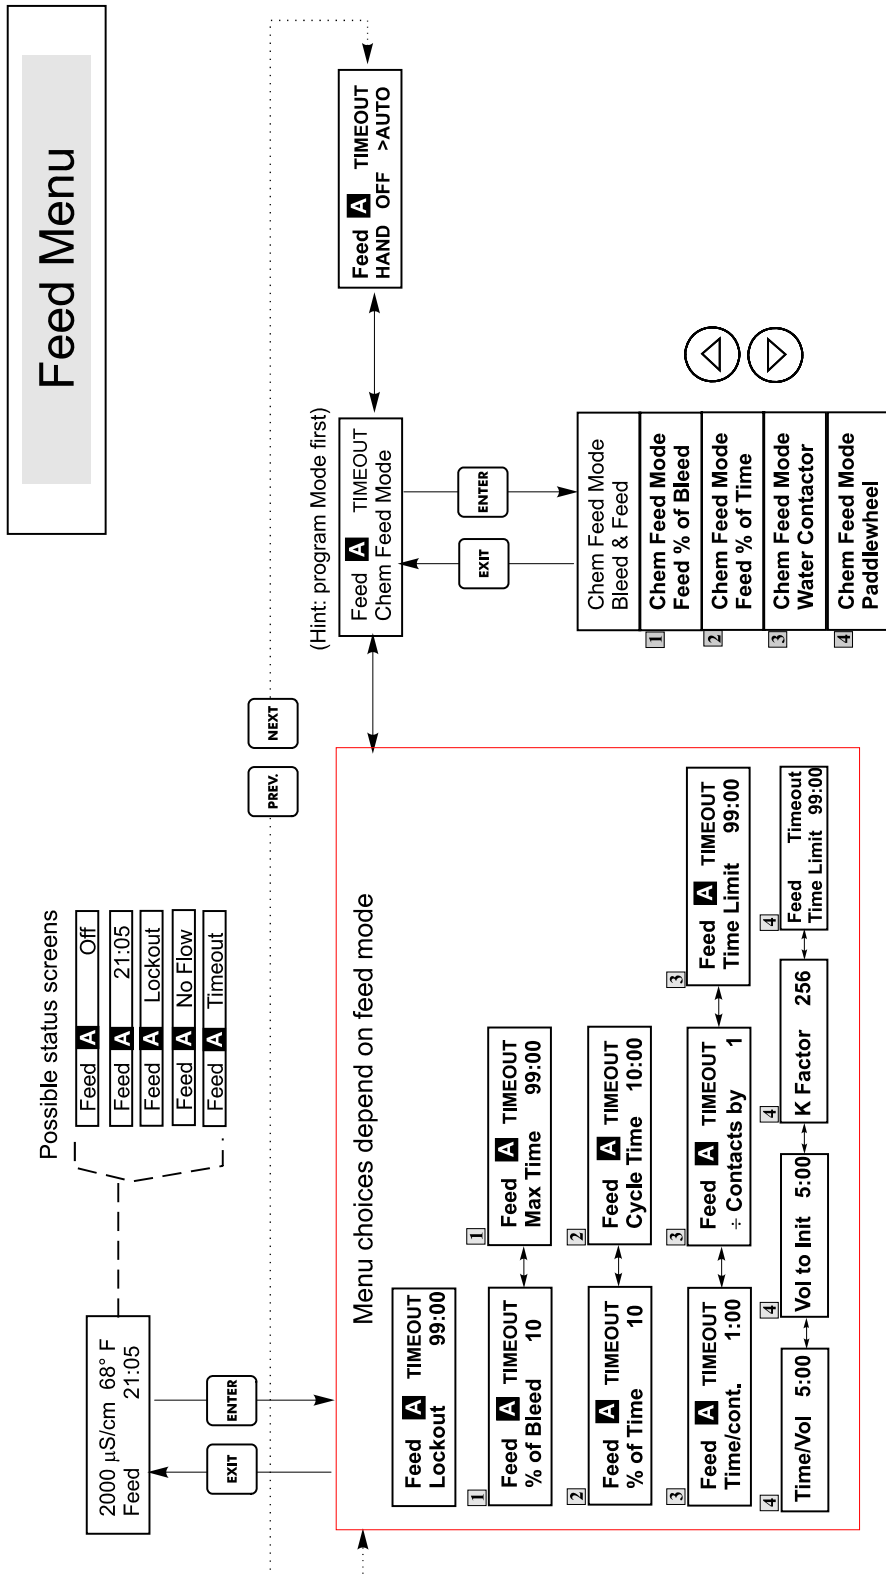 Feed Menu
2000 µS/cm 68° F
Feed 21:05
Possible status screens
Feed A Off
Feed A 21:05
Feed A Lockout
Feed A No Flow
Feed A Timeout
EXIT
ENTER
PREV.
NEXT
Menu choices depend on feed mode
Feed A TIMEOUT
Lockout 99:00
1
Feed A TIMEOUT
% of Bleed 10
1
Feed A TIMEOUT
Max Time 99:00
2
Feed A TIMEOUT
% of Time 10
2
Feed A TIMEOUT
Cycle Time 10:00
3
Feed A TIMEOUT
Time/cont. 1:00
3
Feed A TIMEOUT
÷ Contacts by 1
3
Feed A TIMEOUT
Time Limit 99:00
4
Time/Vol 5:00
4
Vol to Init 5:00
4
K Factor 256
4
Feed Timeout
Time Limit 99:00
(Hint: program Mode first)
Feed A TIMEOUT
Chem Feed Mode
Feed A TIMEOUT
HAND OFF >AUTO
EXIT
ENTER
Chem Feed Mode
Bleed & Feed
1
Chem Feed Mode
Feed % of Bleed
2
Chem Feed Mode
Feed % of Time
3
Chem Feed Mode
Water Contactor
4
Chem Feed Mode
Paddlewheel